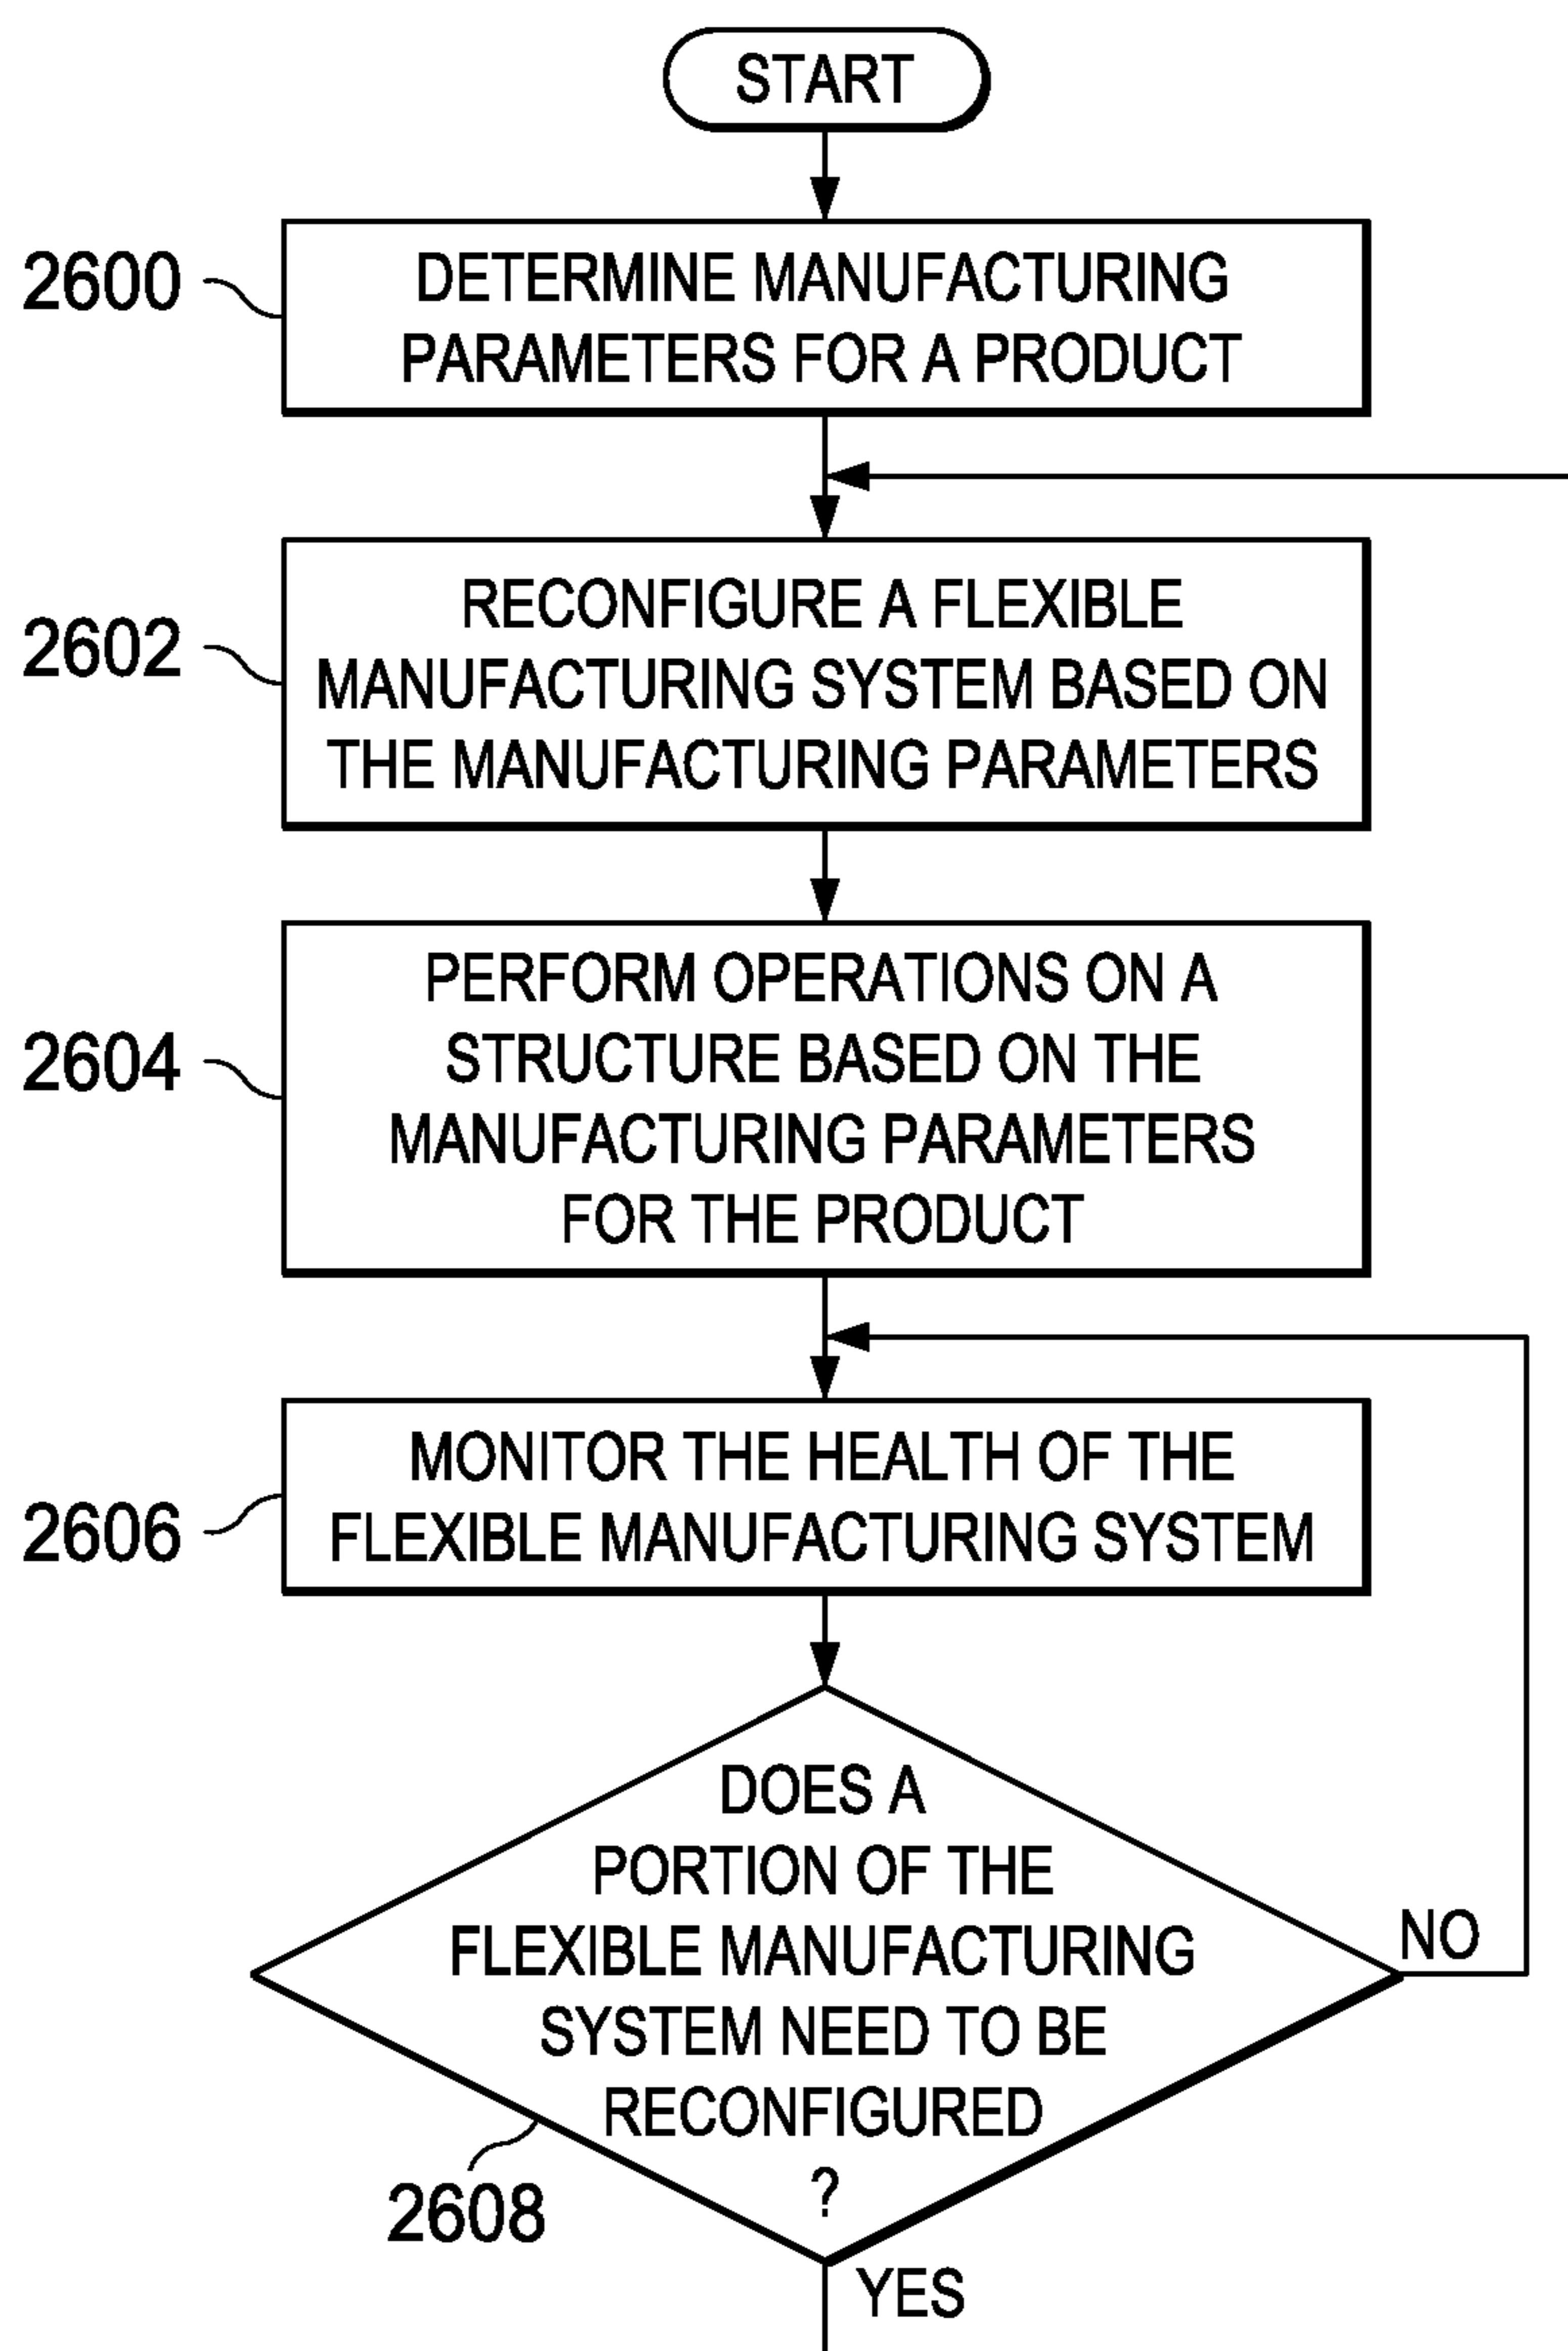 START
2600
DETERMINE MANUFACTURING
PARAMETERS FOR A PRODUCT
2602
RECONFIGURE A FLEXIBLE
MANUFACTURING SYSTEM BASED ON
THE MANUFACTURING PARAMETERS
2604
PERFORM OPERATIONS ON A
STRUCTURE BASED ON THE
MANUFACTURING PARAMETERS
FOR THE PRODUCT
2606
MONITOR THE HEALTH OF THE
FLEXIBLE MANUFACTURING SYSTEM
DOES A
PORTION OF THE
FLEXIBLE MANUFACTURING
SYSTEM NEED TO BE
RECONFIGURED
?
NO
2608
YES